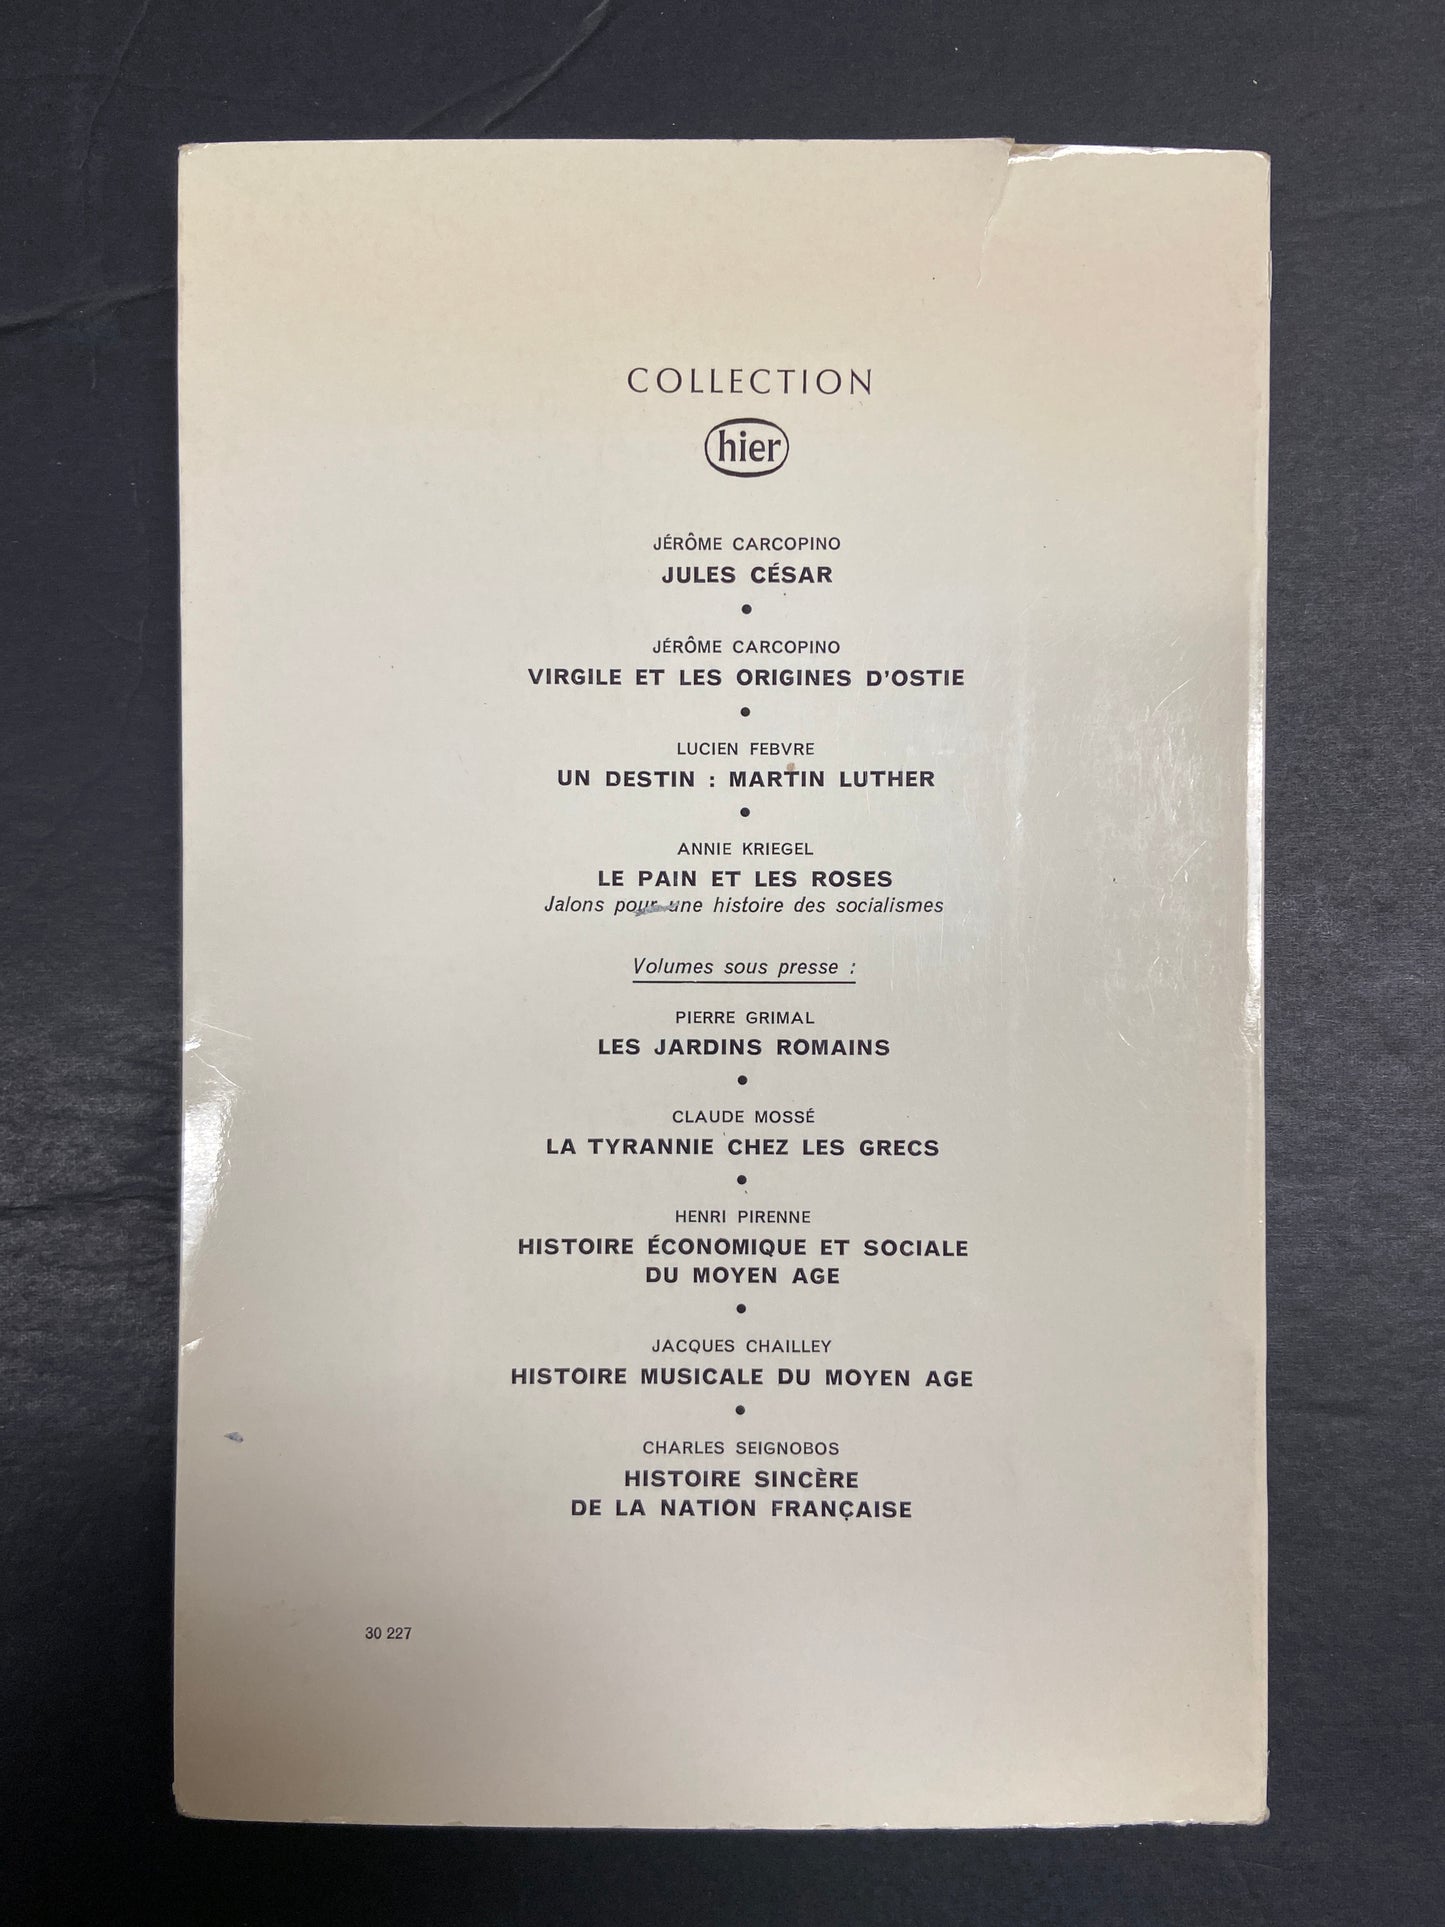 COLLECTION
hier
JÉRÔME CARCOPINO
JULES CÉSAR
•
JÉRÔME CARCOPINO
VIRGILE ET LES ORIGINES D'OSTIE
•
LUCIEN FEBVRE
UN DESTIN : MARTIN LUTHER
•
ANNIE KRIEGEL
LE PAIN ET LES ROSES
Jalons pour une histoire des socialismes
Volumes sous presse :
PIERRE GRIMAL
LES JARDINS ROMAINS
•
CLAUDE MOSSÉ
LA TYRANNIE CHEZ LES GRECS
•
HENRI PIRENNE
HISTOIRE ÉCONOMIQUE ET SOCIALE
DU MOYEN AGE
•
JACQUES CHAILLEY
HISTOIRE MUSICALE DU MOYEN AGE
•
CHARLES SEIGNOBOS
HISTOIRE SINCÈRE
DE LA NATION FRANÇAISE
30 227